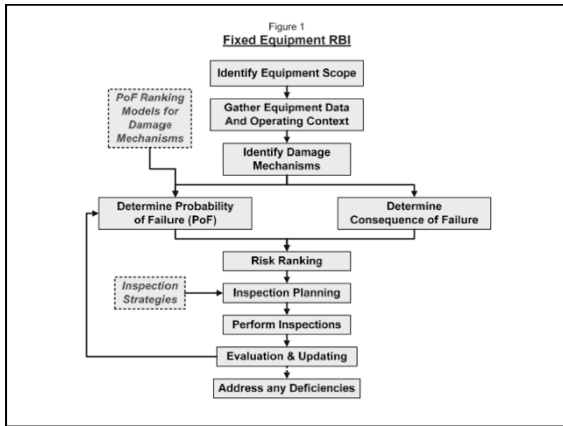 Figure 1
Fixed Equipment RBI
Identify Equipment Scope
PoF Ranking
Models for
Damage
Mechanisms
Gather Equipment Data
And Operating Context
Identify Damage
Mechanisms
Determine Probability
of Failure (PoF)
Determine
Consequence of Failure
Risk Ranking
Inspection
Strategies
Inspection Planning
Perform Inspections
Evaluation & Updating
Address any Deficiencies